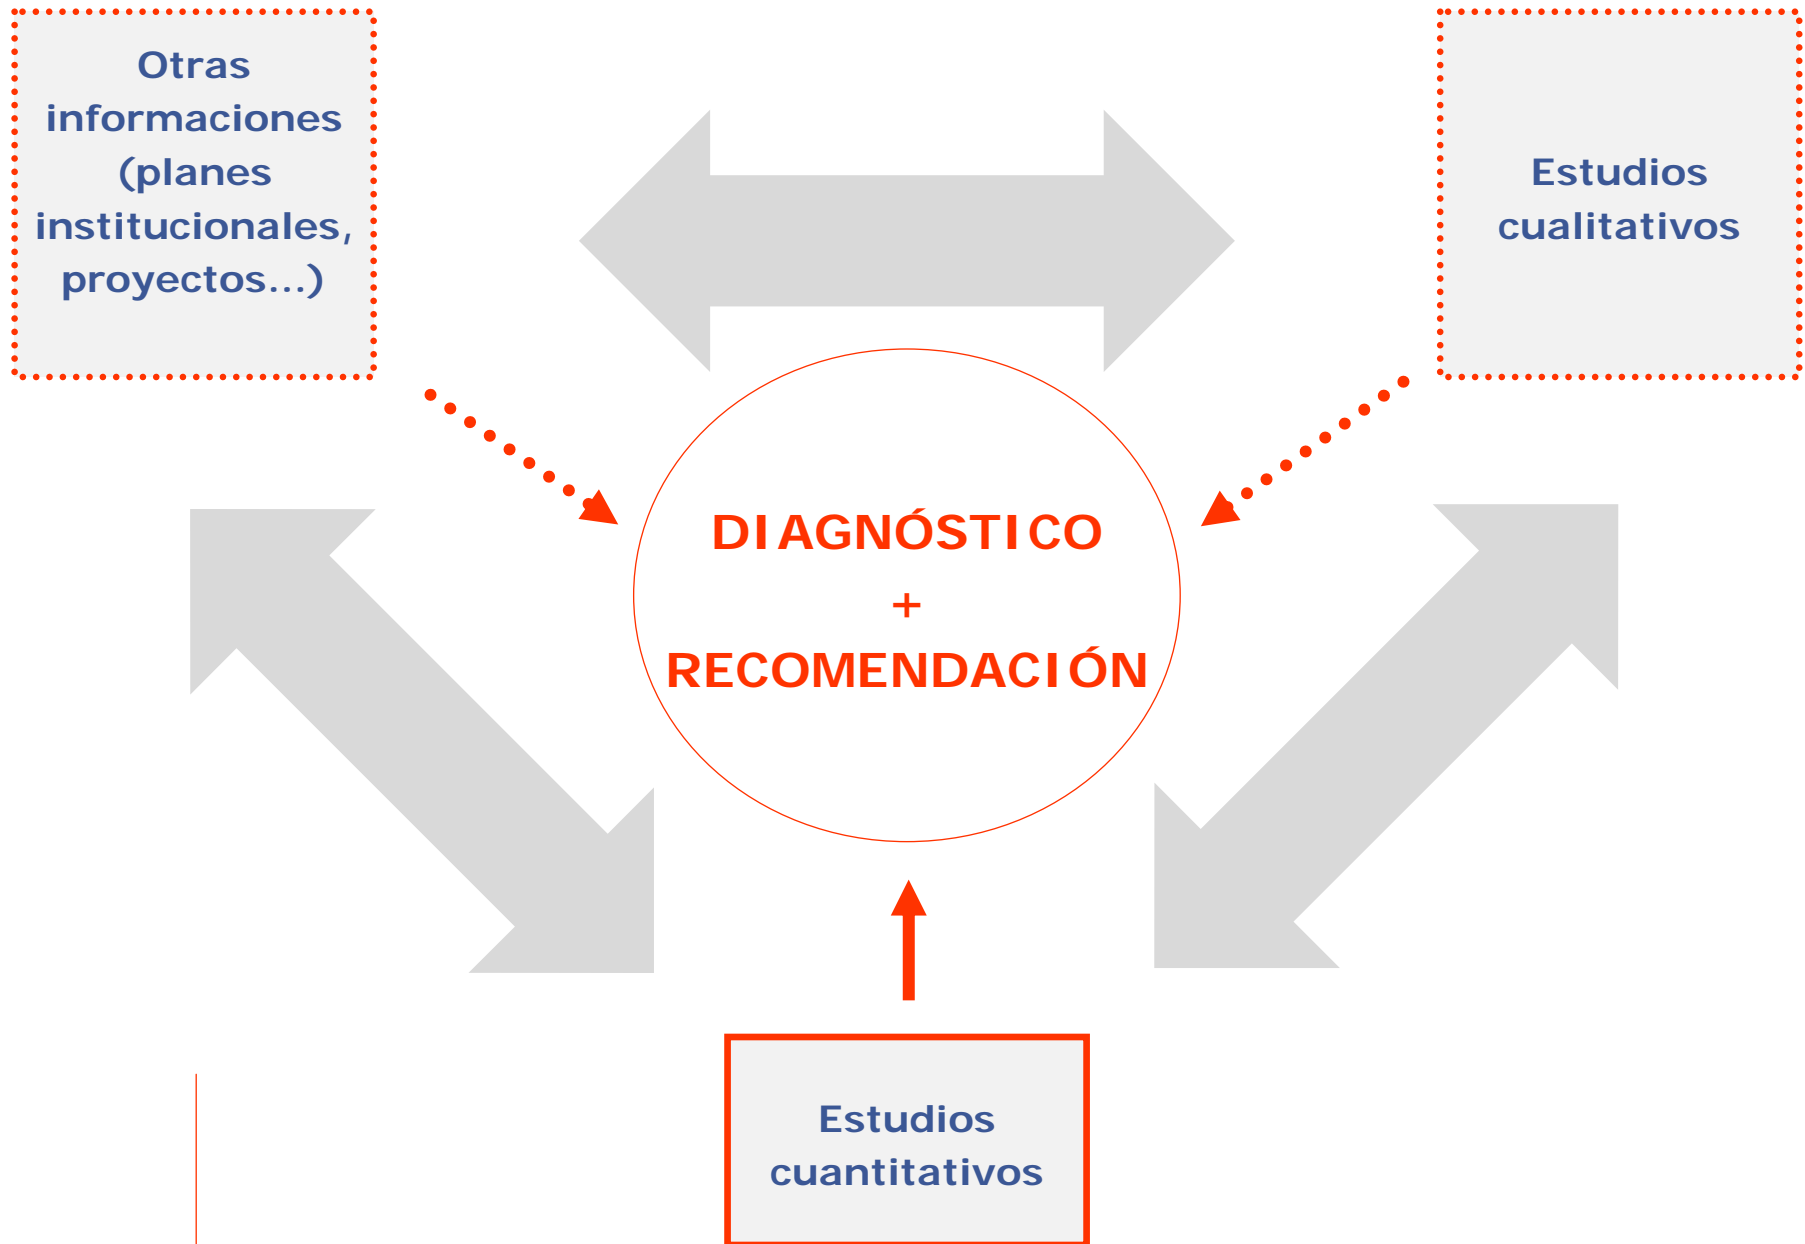 Otras
informaciones
(planes
institucionales,
proyectos...)
Estudios
cualitativos
DIAGNÓSTICO
+
RECOMENDACIÓN
Estudios
cuantitativos